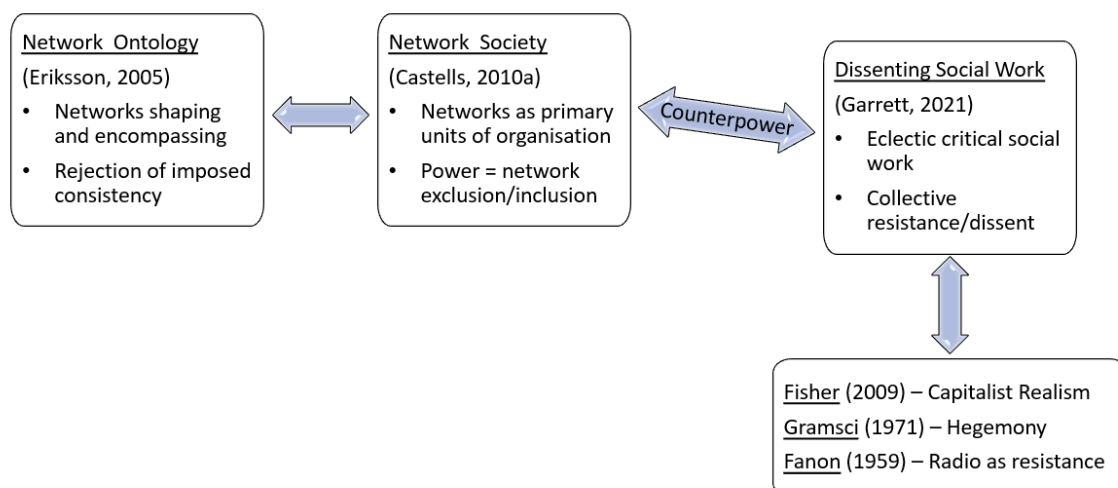 Network Ontology
(Eriksson, 2005)
• Networks shaping
and encompassing
• Rejection of imposed
consistency
Network Society
(Castells, 2010a)
• Networks as primary
units of organisation
• Power = network
exclusion/inclusion
Counterpower
Dissenting Social Work
(Garrett, 2021)
• Eclectic critical social
work
• Collective
resistance/dissent
Fisher (2009) – Capitalist Realism
Gramsci (1971) – Hegemony
Fanon (1959) – Radio as resistance